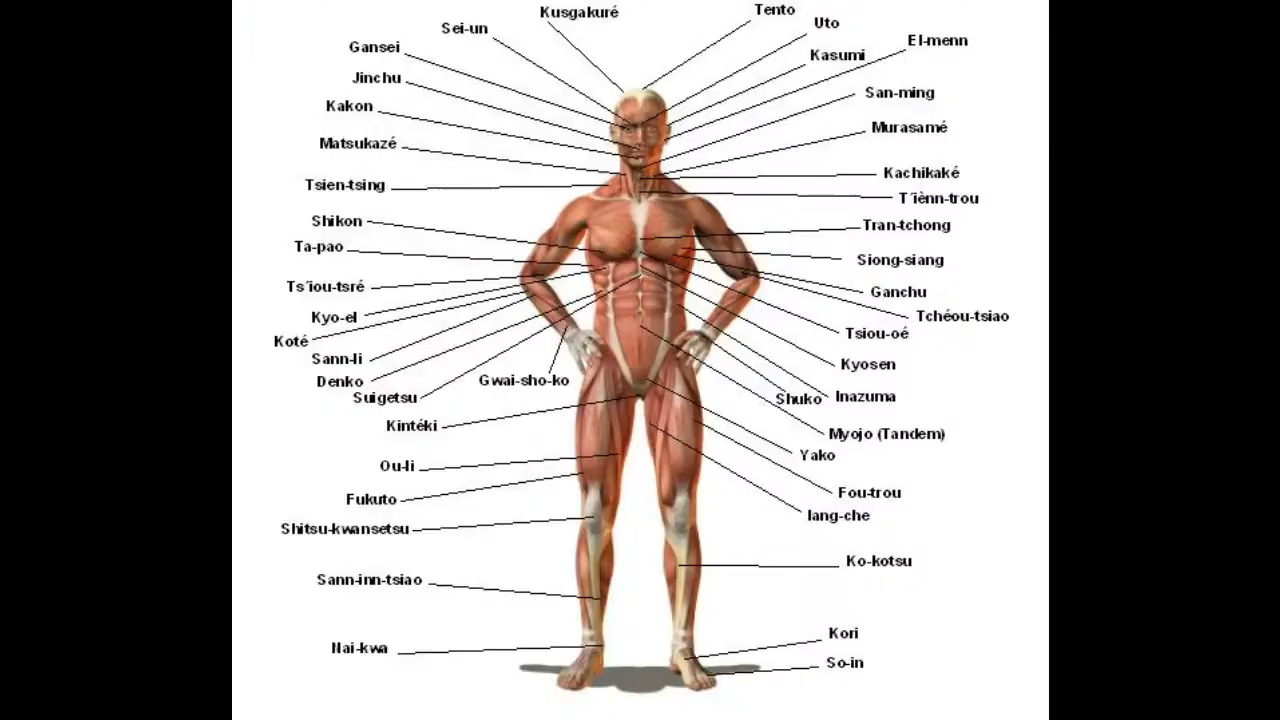 Kusgakuré
Tento
Sei-un
Uto
Gansei
El-menn
Jinchu
Kasumi
Kakon
San-ming
Matsukazé
Murasamé
Tsien-tsing
Kachikaké
T´iènn-trou
Shikon
Tran-tchong
Ta-pao
Siong-siang
Ts´iou-tsré
Ganchu
Kyo-el
Tchéou-tsiao
Koté
Tsiou-oé
Sann-li
Kyosen
Denko
Gwai-sho-ko
Suigetsu
Shuko
Inazuma
Kintéki
Myojo (Tandem)
Yako
Ou-li
Fou-trou
Fukuto
Iang-che
Shitsu-kwansetsu
Ko-kotsu
Sann-inn-tsiao
Kori
Nai-kwa
So-in